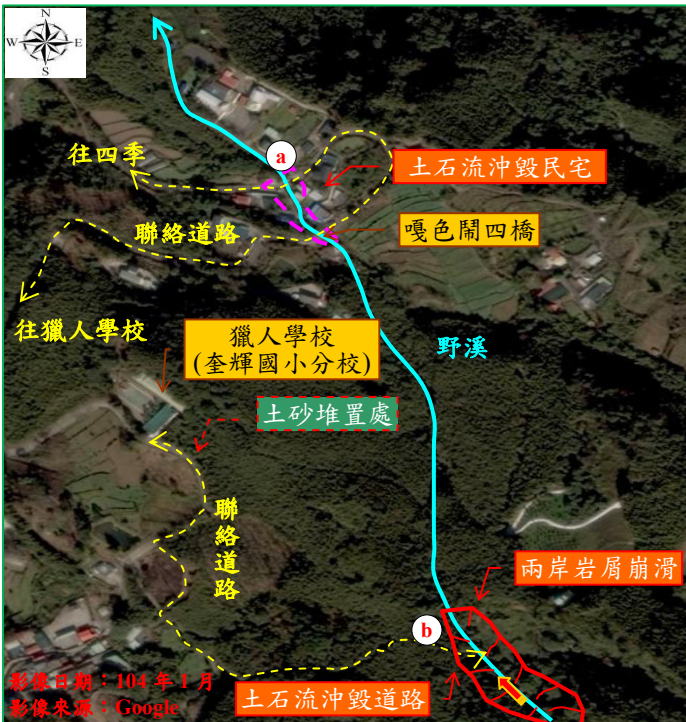 N
W E
S
a
往四季
土石流沖毀民宅
聯絡道路
嘎色鬧四橋
往獵人學校
獵人學校
(奎輝國小分校)
野溪
土砂堆置處
聯絡道路
兩岸岩屑崩滑
b
土石流沖毀道路
影像日期：104 年 1 月
影像來源：Google